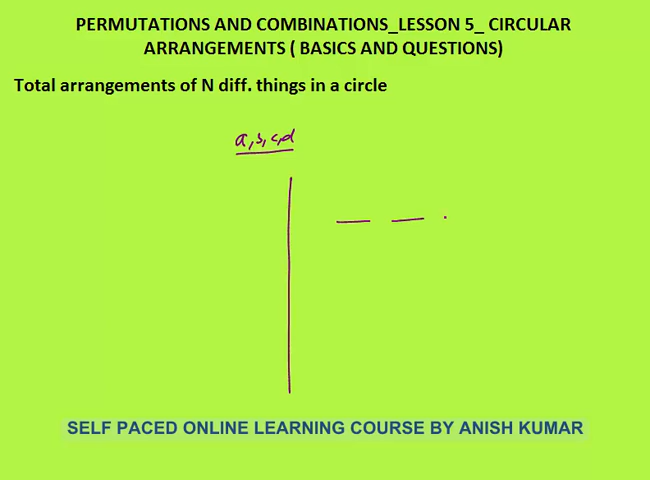 PERMUTATIONS AND COMBINATIONS_LESSON 5_ CIRCULAR
ARRANGEMENTS ( BASICS AND QUESTIONS)
Total arrangements of N diff. things in a circle
a,b,c,d
SELF PACED ONLINE LEARNING COURSE BY ANISH KUMAR